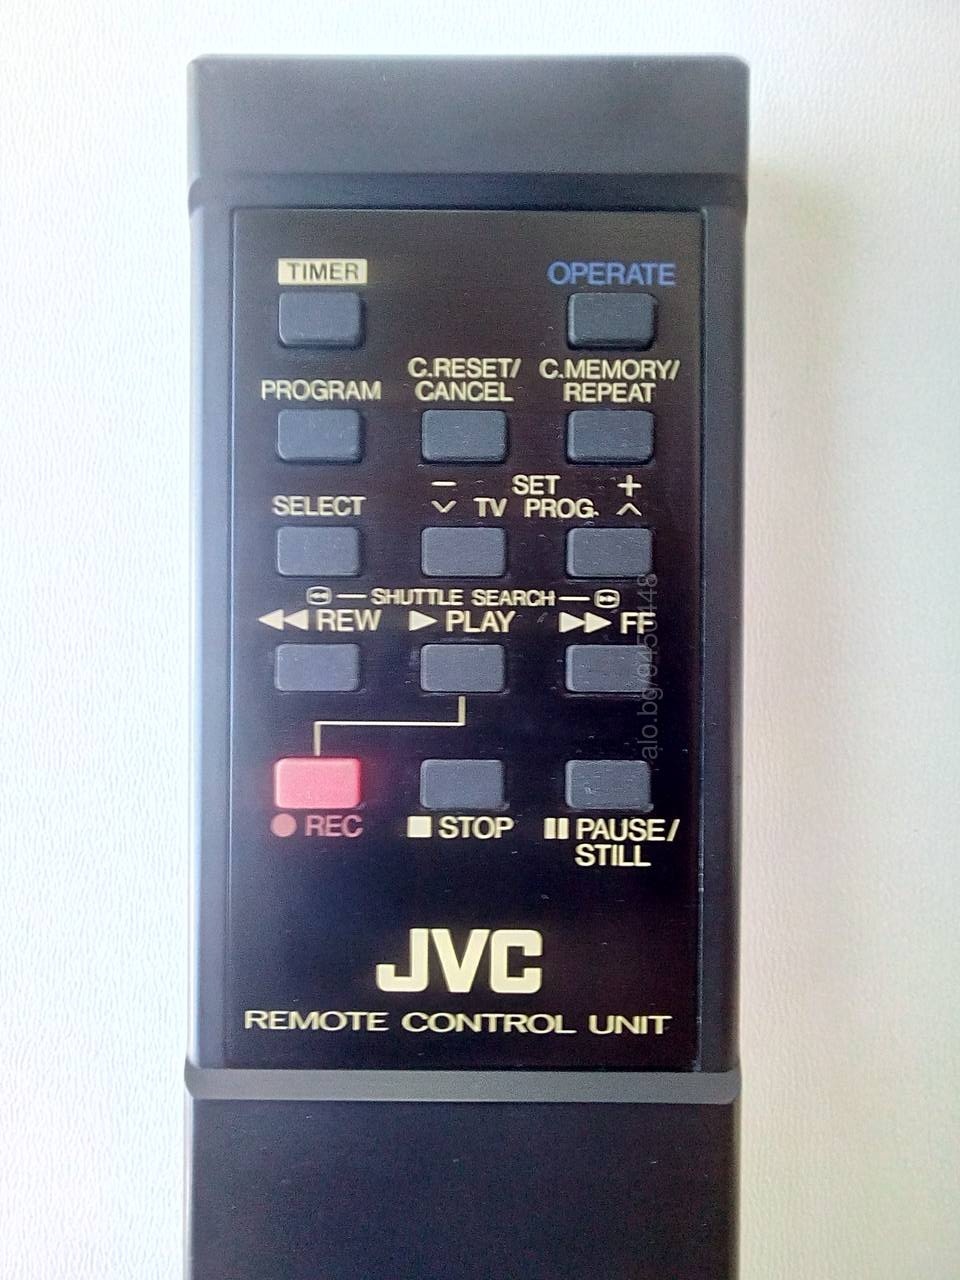 TIMER
OPERATE
PROGRAM
C.RESET/
CANCEL
C.MEMORY/
REPEAT
SELECT
− SET +
TV PROG.
SHUTTLE SEARCH
REW
PLAY
FF
REC
STOP
PAUSE/
STILL
JVC
REMOTE CONTROL UNIT